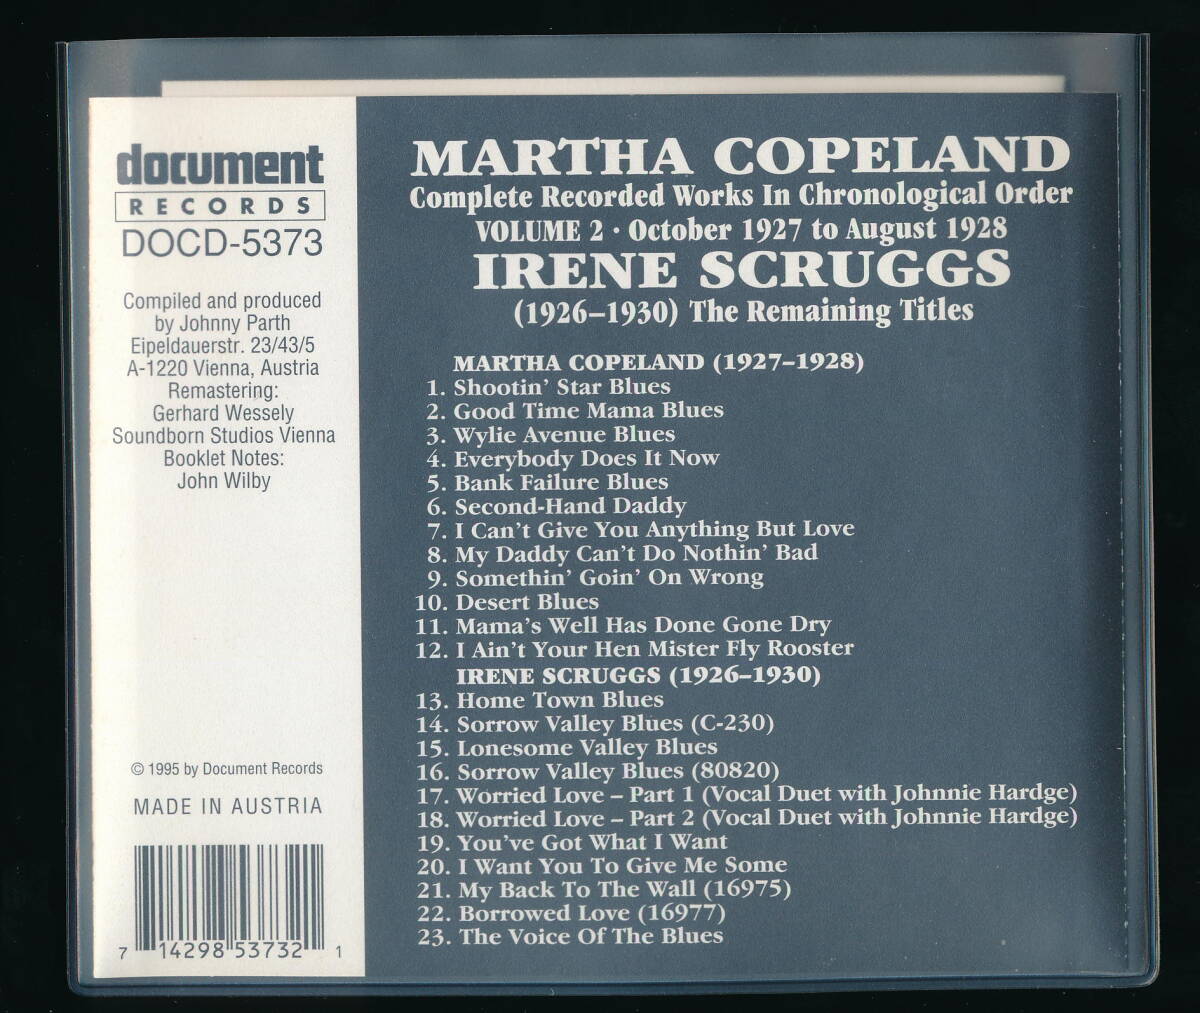 document
RECORDS
DOCD-5373
Compiled and produced
by Johnny Parth
Eipeldauerstr. 23/43/5
A-1220 Vienna, Austria
Remastering:
Gerhard Wessely
Soundborn Studios Vienna
Booklet Notes:
John Wilby
© 1995 by Document Records
MADE IN AUSTRIA
7 14298 53732 1
MARTHA COPELAND
Complete Recorded Works In Chronological Order
VOLUME 2 · October 1927 to August 1928
IRENE SCRUGGS
(1926–1930) The Remaining Titles
MARTHA COPELAND (1927–1928)
1. Shootin' Star Blues
2. Good Time Mama Blues
3. Wylie Avenue Blues
4. Everybody Does It Now
5. Bank Failure Blues
6. Second-Hand Daddy
7. I Can't Give You Anything But Love
8. My Daddy Can't Do Nothin' Bad
9. Somethin' Goin' On Wrong
10. Desert Blues
11. Mama's Well Has Done Gone Dry
12. I Ain't Your Hen Mister Fly Rooster
IRENE SCRUGGS (1926–1930)
13. Home Town Blues
14. Sorrow Valley Blues (C-230)
15. Lonesome Valley Blues
16. Sorrow Valley Blues (80820)
17. Worried Love – Part 1 (Vocal Duet with Johnnie Hardge)
18. Worried Love – Part 2 (Vocal Duet with Johnnie Hardge)
19. You've Got What I Want
20. I Want You To Give Me Some
21. My Back To The Wall (16975)
22. Borrowed Love (16977)
23. The Voice Of The Blues